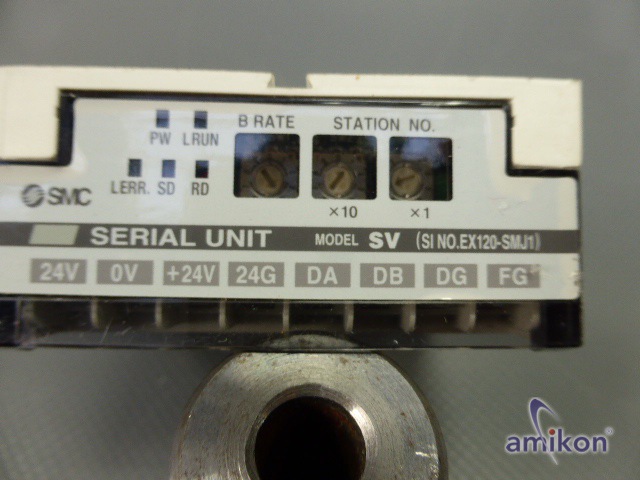 B RATE STATION NO.
PW LRUN
LERR. SD RD
×10 ×1
SMC
SERIAL UNIT MODEL SV (SI NO.EX120-SMJ1)
24V 0V +24V 24G DA DB DG FG
amikon